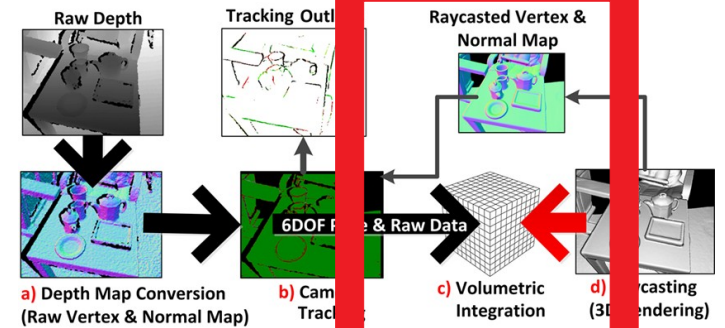 Raw Depth
Tracking Outl
Raycasted Vertex &
Normal Map
6DOF P e & Raw Data
a) Depth Map Conversion
(Raw Vertex & Normal Map)
b) Cam
Track
c) Volumetric
Integration
d) ycasting
(3D endering)